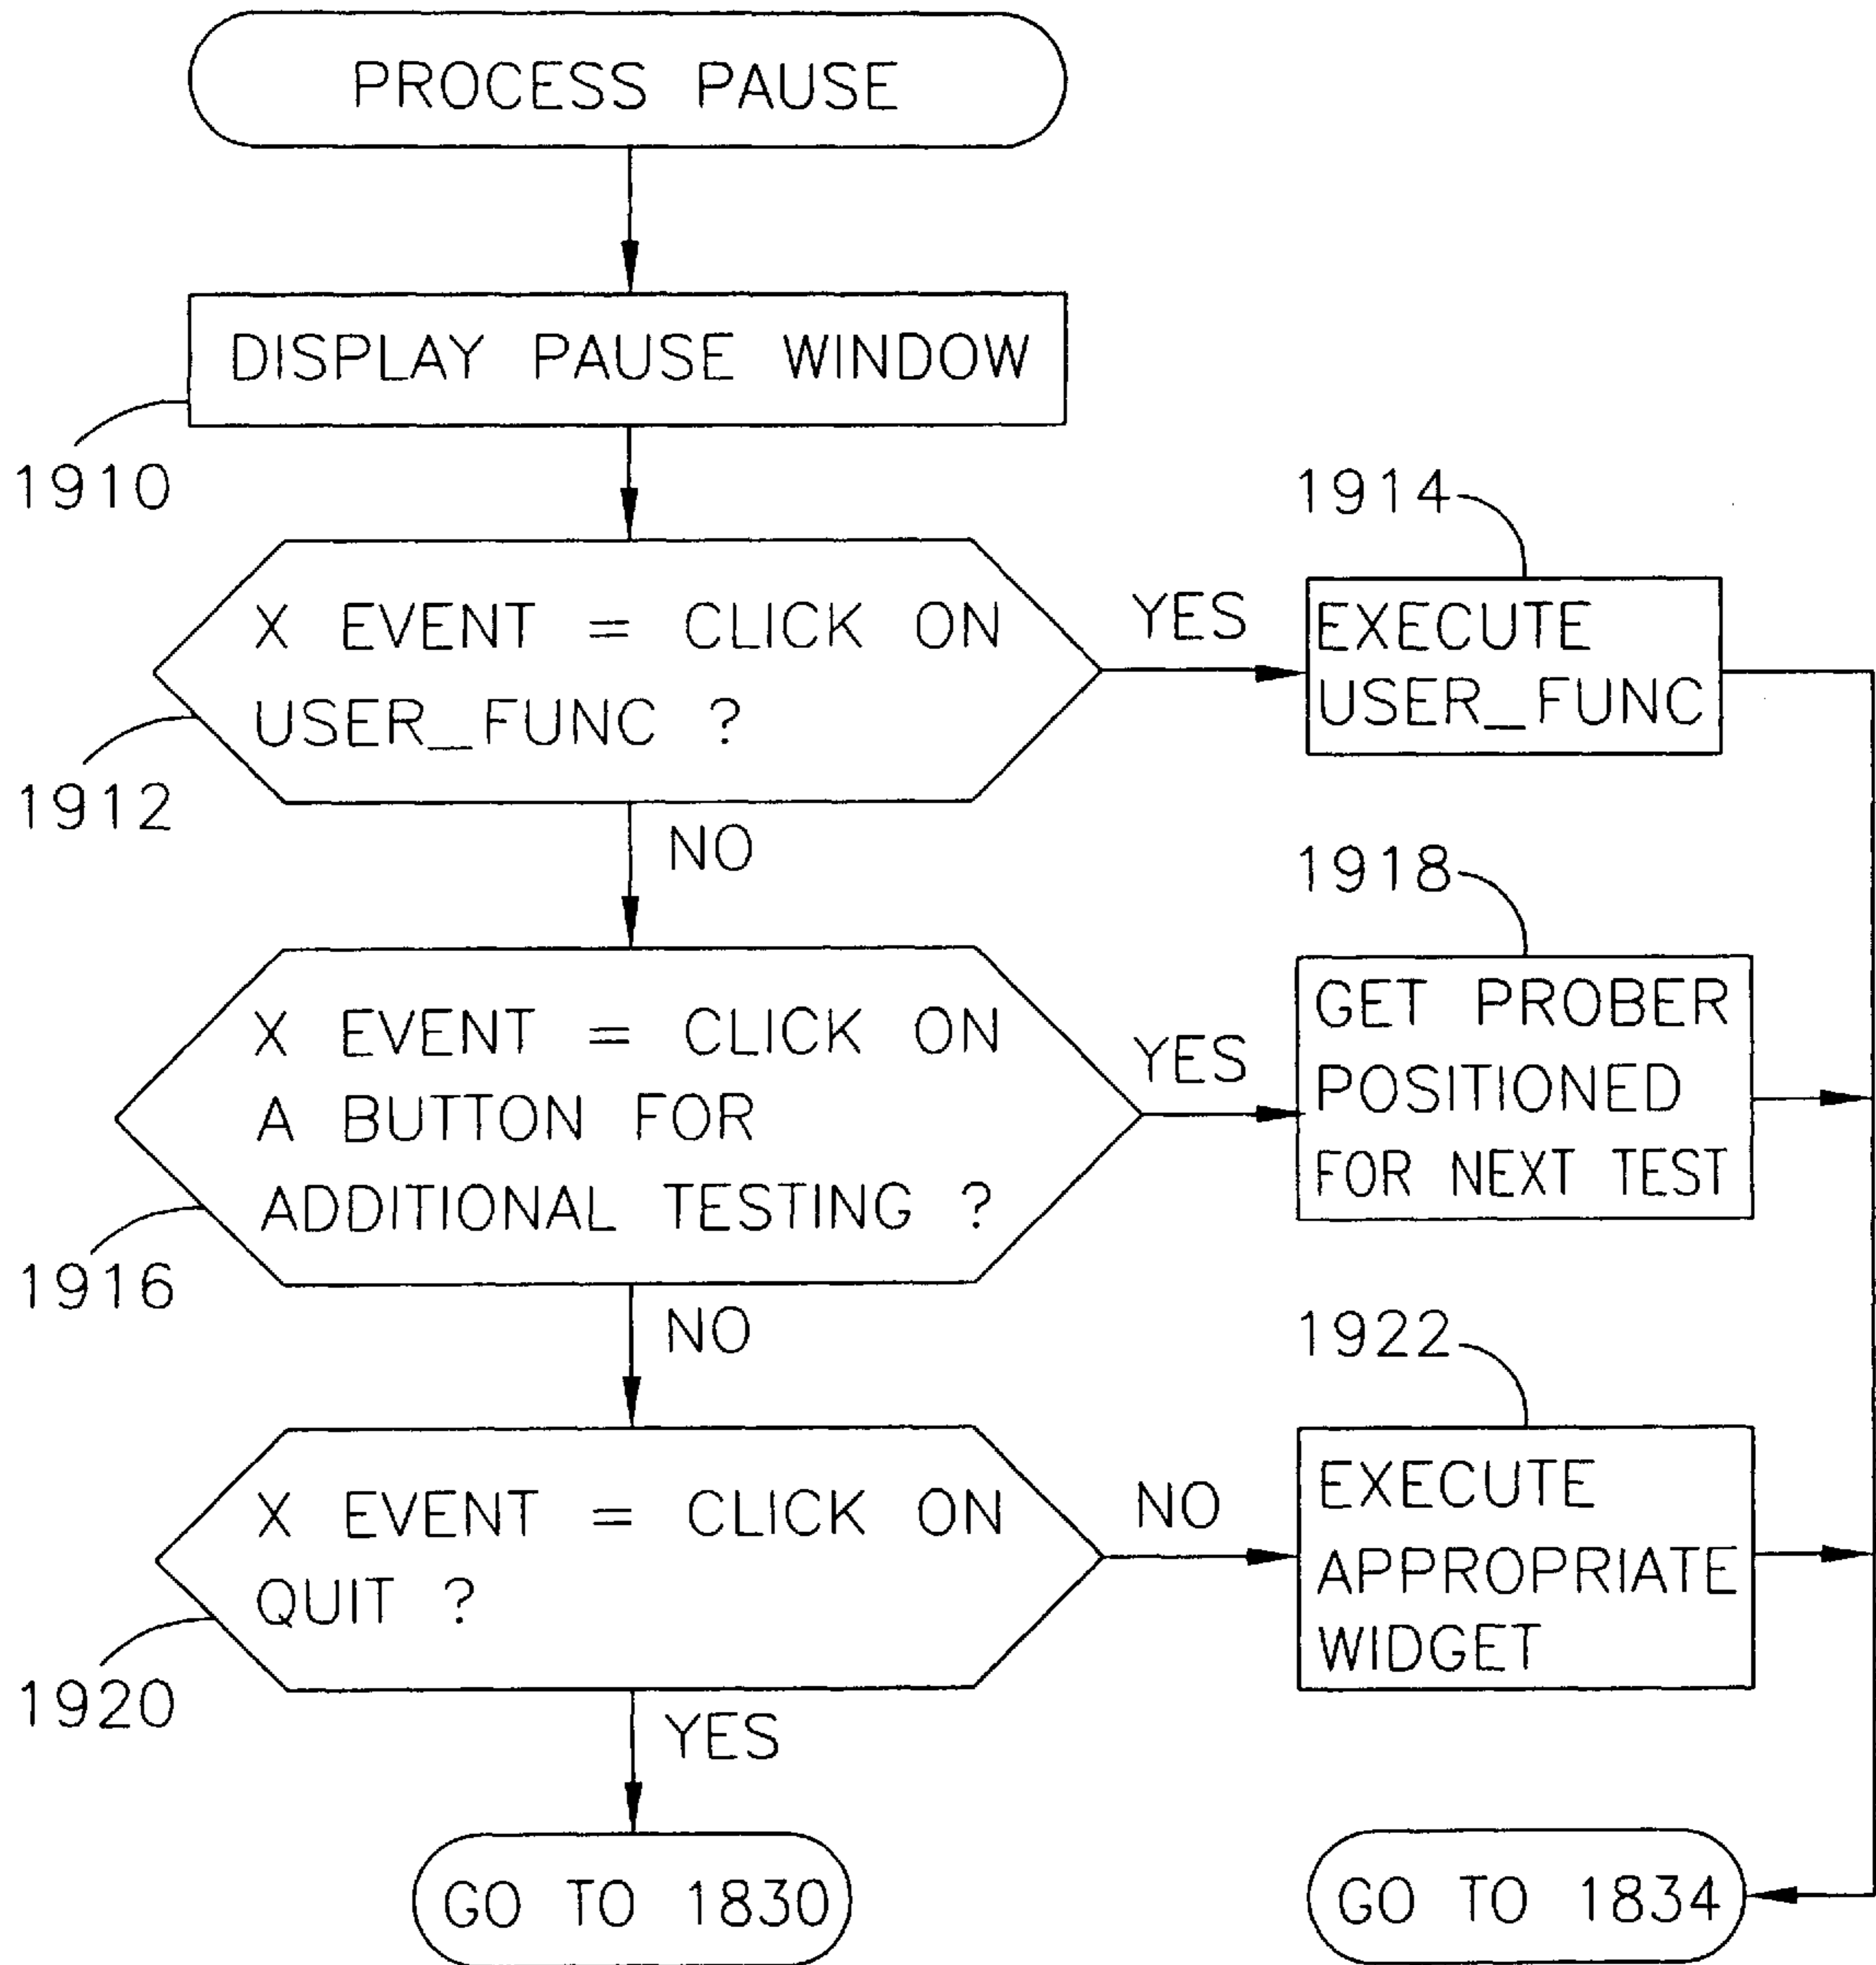 PROCESS PAUSE
DISPLAY PAUSE WINDOW
1910
X EVENT = CLICK ON
USER_FUNC ?
1912
YES
1914
EXECUTE
USER_FUNC
NO
X EVENT = CLICK ON
A BUTTON FOR
ADDITIONAL TESTING ?
1916
YES
1918
GET PROBER
POSITIONED
FOR NEXT TEST
NO
X EVENT = CLICK ON
QUIT ?
1920
NO
1922
EXECUTE
APPROPRIATE
WIDGET
YES
GO TO 1830
GO TO 1834